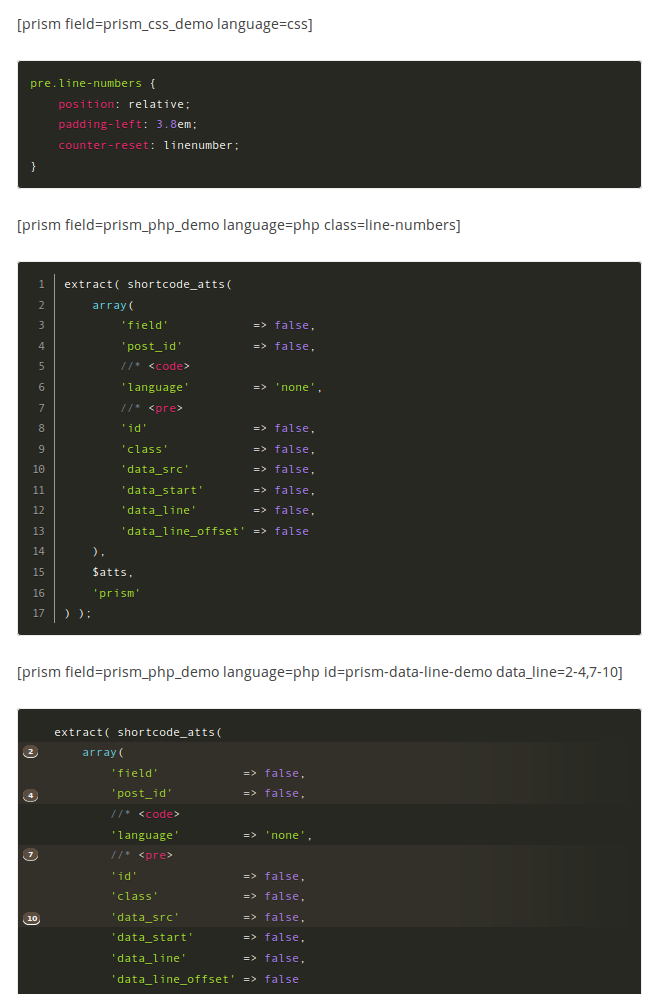 [prism field=prism_css_demo language=css]
pre.line-numbers {
    position: relative;
    padding-left: 3.8em;
    counter-reset: linenumber;
}
[prism field=prism_php_demo language=php class=line-numbers]
1 extract( shortcode_atts(
2     array(
3         'field'            => false,
4         'post_id'          => false,
5         //* <code>
6         'language'         => 'none',
7         //* <pre>
8         'id'               => false,
9         'class'            => false,
10         'data_src'         => false,
11         'data_start'       => false,
12         'data_line'        => false,
13         'data_line_offset' => false
14     ),
15     $atts,
16     'prism'
17 ) );
[prism field=prism_php_demo language=php id=prism-data-line-demo data_line=2-4,7-10]
extract( shortcode_atts(
2     array(
        'field'            => false,
4         'post_id'          => false,
        //* <code>
        'language'         => 'none',
7         //* <pre>
        'id'               => false,
        'class'            => false,
10         'data_src'         => false,
        'data_start'       => false,
        'data_line'        => false,
        'data_line_offset' => false